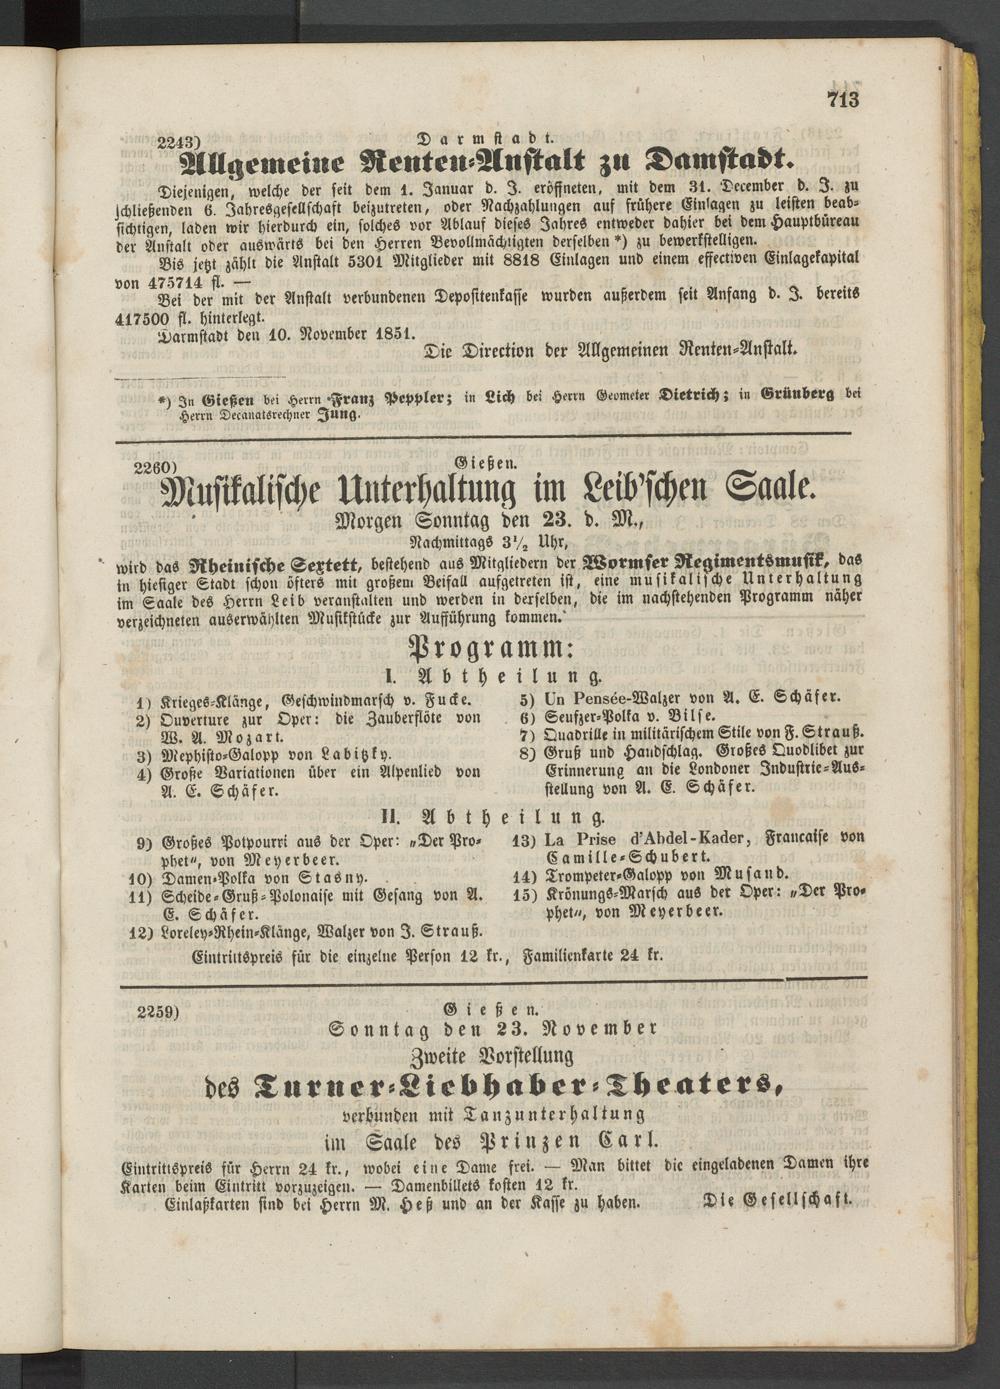 713
2243) Darmstadt.
Allgemeine Renten-Anstalt zu Damstadt.
Diejenigen, welche der seit dem 1. Januar d. J. eröffneten, mit dem 31. December d. J. zu
schließenden 6. Jahresgesellschaft beizutreten, oder Nachzahlungen auf frühere Einlagen zu leisten beab-
sichtigen, laden wir hierdurch ein, solches vor Ablauf dieses Jahres entweder dahier bei dem Hauptbüreau
der Anstalt oder auswärts bei den Herren Bevollmächtigten derselben *) zu bewerkstelligen.
Bis jetzt zählt die Anstalt 5301 Mitglieder mit 8818 Einlagen und einem effectiven Einlagekapital
von 475714 fl. —
Bei der mit der Anstalt verbundenen Depositenkasse wurden außerdem seit Anfang d. J. bereits
417500 fl. hinterlegt.
Darmstadt den 10. November 1851.
Die Direction der Allgemeinen Renten-Anstalt.
*) In Gießen bei Herrn Franz Peppler; in Lich bei Herrn Geometer Dietrich; in Grünberg bei
Herrn Decanatsrechner Jung.
2260) Gießen.
Musikalische Unterhaltung im Leib'schen Saale.
Morgen Sonntag den 23. d. M.,
Nachmittags 3½ Uhr,
wird das Rheinische Sextett, bestehend aus Mitgliedern der Wormser Regimentsmusik, das
in hiesiger Stadt schon öfters mit großem Beifall aufgetreten ist, eine musikalische Unterhaltung
im Saale des Herrn Leib veranstalten und werden in derselben, die im nachstehenden Programm näher
verzeichneten auserwählten Musikstücke zur Aufführung kommen.
Programm:
I. Abtheilung.
1) Krieges-Klänge, Geschwindmarsch v. Fucke.
2) Ouverture zur Oper: die Zauberflöte von
W. A. Mozart.
3) Mephisto-Galopp von Labitzky.
4) Große Variationen über ein Alpenlied von
A. E. Schäfer.
5) Un Pensée-Walzer von A. E. Schäfer.
6) Seufzer-Polka v. Bilse.
7) Quadrille in militärischem Stile von F. Strauß.
8) Gruß und Handschlag. Großes Quodlibet zur
Erinnerung an die Londoner Industrie-Aus-
stellung von A. E. Schäfer.
II. Abtheilung.
9) Großes Potpourri aus der Oper: „Der Pro-
phet“, von Meyerbeer.
10) Damen-Polka von Stasny.
11) Scheide-Gruß-Polonaise mit Gesang von A.
E. Schäfer.
12) Loreley-Rhein-Klänge, Walzer von J. Strauß.
13) La Prise d'Abdel-Kader, Francaise von
Camille-Schubert.
14) Trompeter-Galopp von Musand.
15) Krönungs-Marsch aus der Oper: „Der Pro-
phet“, von Meyerbeer.
Eintrittspreis für die einzelne Person 12 kr., Familienkarte 24 kr.
2259) Gießen.
Sonntag den 23. November
Zweite Vorstellung
des Turner-Liebhaber-Theaters,
verbunden mit Tanzunterhaltung
im Saale des Prinzen Carl.
Eintrittspreis für Herrn 24 kr., wobei eine Dame frei. — Man bittet die eingeladenen Damen ihre
Karten beim Eintritt vorzuzeigen. — Damenbillets kosten 12 kr.
Einlaßkarten sind bei Herrn M. Heß und an der Kasse zu haben. Die Gesellschaft.